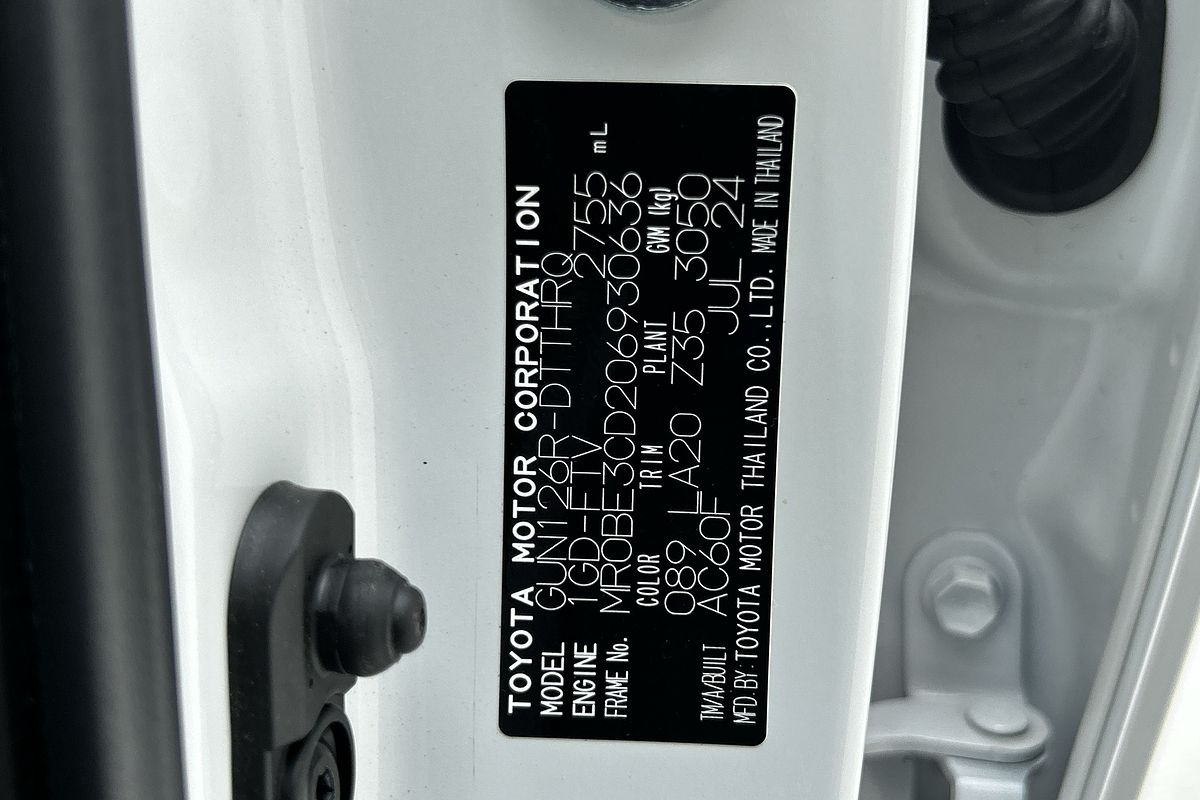 TOYOTA MOTOR CORPORATION
MODEL GUN126R-DTTHRQ
ENGINE 1GD-FTV 2755 mL
FRAME No. MR0BE3CD206930636
COLOR TRIM PLANT GVM (kg)
089 LA20 Z35 3050
TM/A/BUILT AC60F JUL 24
MFD. BY: TOYOTA MOTOR THAILAND CO.,LTD. MADE IN THAILAND